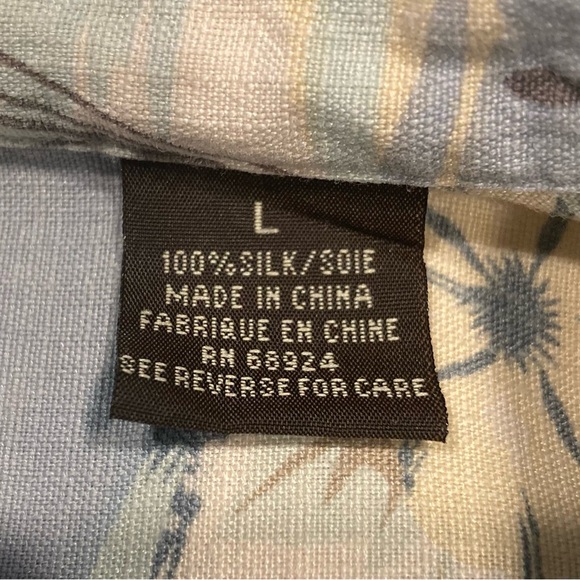 L
100%SILK/SOIE
MADE IN CHINA
FABRIQUE EN CHINE
RN 68924
SEE REVERSE FOR CARE